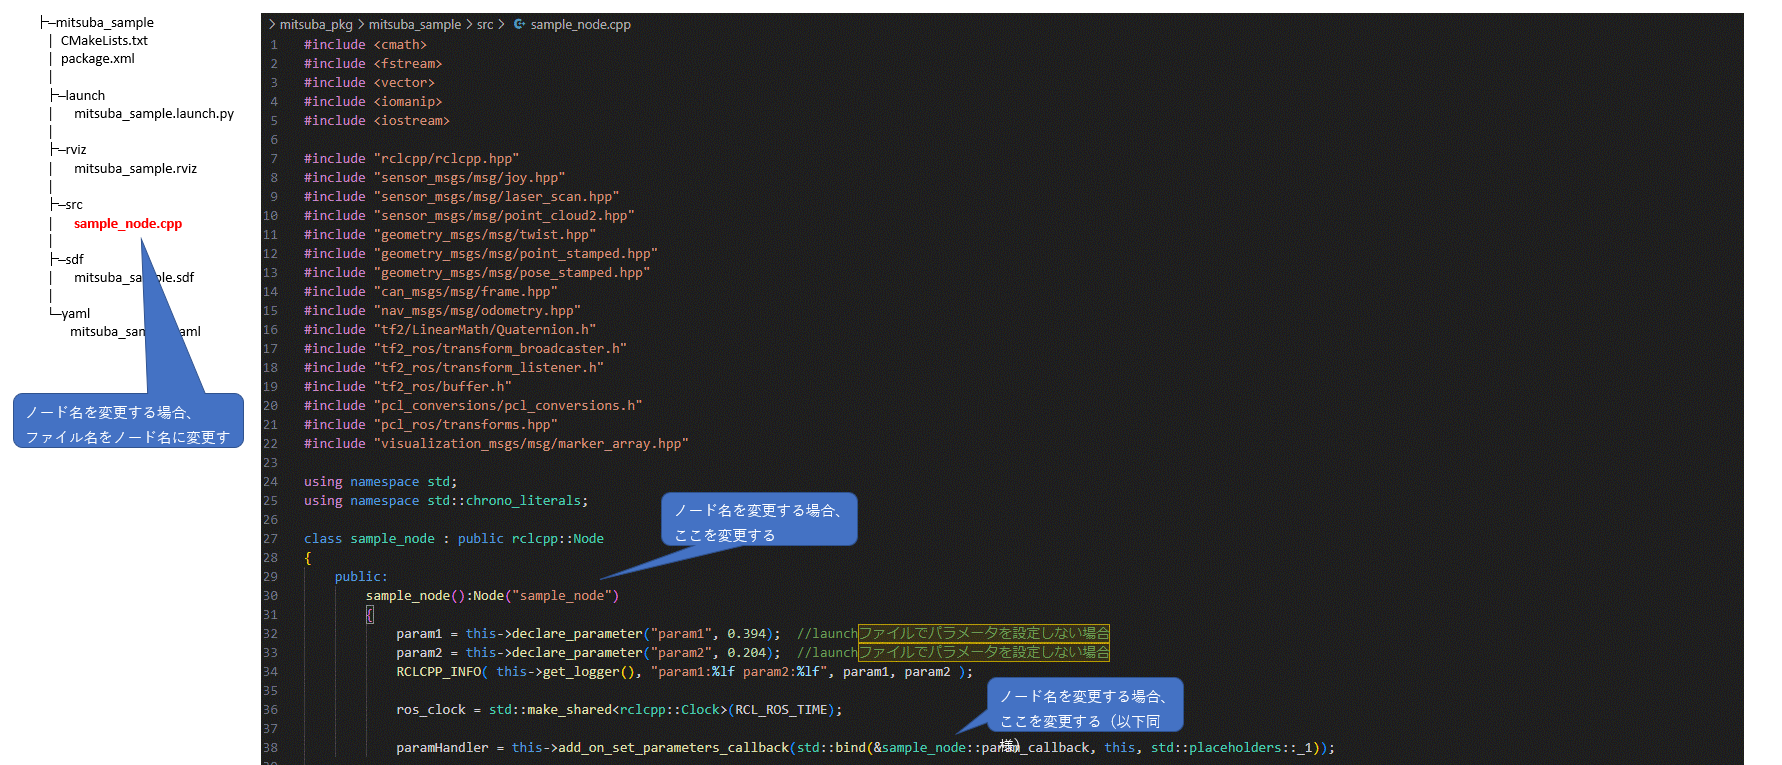 ├─mitsuba_sample
│ CMakeLists.txt
│ package.xml
│
├─launch
│ mitsuba_sample.launch.py
│
├─rviz
│ mitsuba_sample.rviz
│
├─src
│ sample_node.cpp
│
├─sdf
│ mitsuba_sample.sdf
│
└─yaml
ノード名を変更する場合、
ファイル名をノード名に変更す
> mitsuba_pkg > mitsuba_sample > src > sample_node.cpp
1 #include <cmath>
2 #include <fstream>
3 #include <vector>
4 #include <iomanip>
5 #include <iostream>
6
7 #include "rclcpp/rclcpp.hpp"
8 #include "sensor_msgs/msg/joy.hpp"
9 #include "sensor_msgs/msg/laser_scan.hpp"
10 #include "sensor_msgs/msg/point_cloud2.hpp"
11 #include "geometry_msgs/msg/twist.hpp"
12 #include "geometry_msgs/msg/point_stamped.hpp"
13 #include "geometry_msgs/msg/pose_stamped.hpp"
14 #include "can_msgs/msg/frame.hpp"
15 #include "nav_msgs/msg/odometry.hpp"
16 #include "tf2/LinearMath/Quaternion.h"
17 #include "tf2_ros/transform_broadcaster.h"
18 #include "tf2_ros/transform_listener.h"
19 #include "tf2_ros/buffer.h"
20 #include "pcl_conversions/pcl_conversions.h"
21 #include "pcl_ros/transforms.hpp"
22 #include "visualization_msgs/msg/marker_array.hpp"
23
24 using namespace std;
25 using namespace std::chrono_literals;
26
27 class sample_node : public rclcpp::Node
28 {
29 public:
30 sample_node():Node("sample_node")
31 {
32 param1 = this->declare_parameter("param1", 0.394); //launchファイルでパラメータを設定しない場合
33 param2 = this->declare_parameter("param2", 0.204); //launchファイルでパラメータを設定しない場合
34 RCLCPP_INFO( this->get_logger(), "param1:%lf param2:%lf", param1, param2 );
35
36 ros_clock = std::make_shared<rclcpp::Clock>(RCL_ROS_TIME);
37
38 paramHandler = this->add_on_set_parameters_callback(std::bind(&sample_node::param_callback, this, std::placeholders::_1));
ノード名を変更する場合、
ここを変更する
ノード名を変更する場合、
ここを変更する（以下同
様）